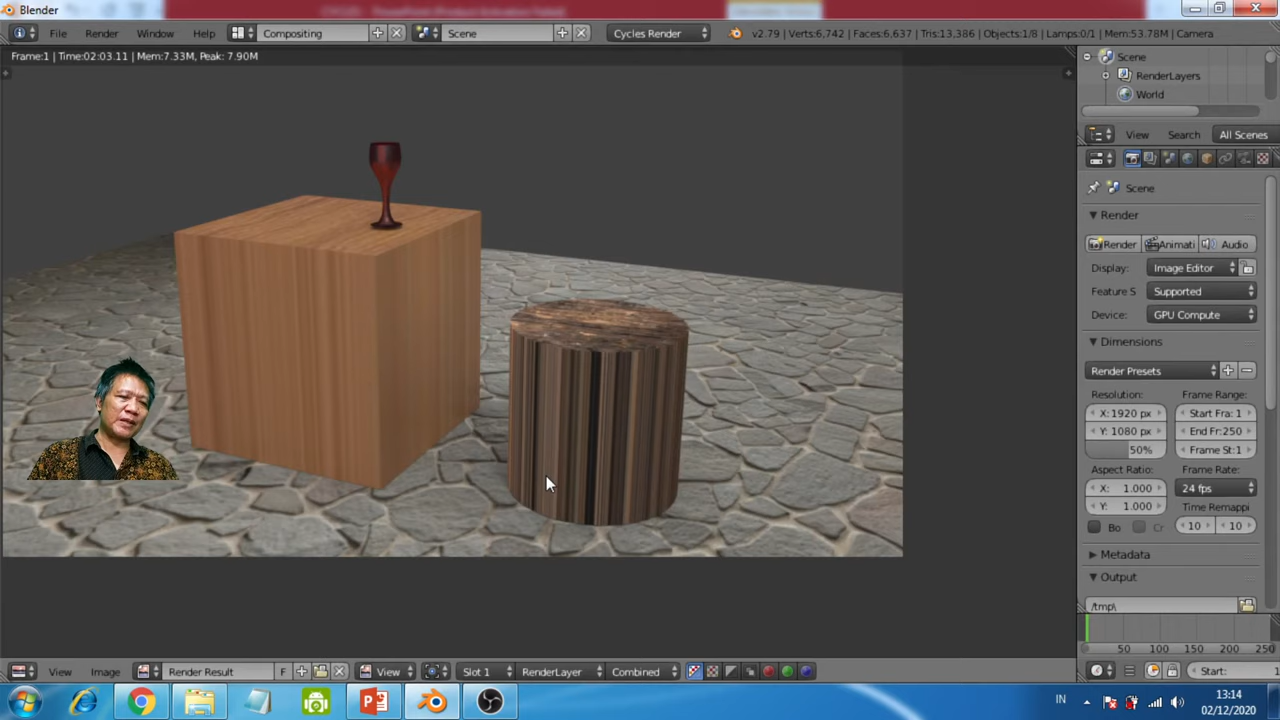 Blender
File Render Window Help Compositing Scene Cycles Render v2.79 | Verts:6,742 | Faces:6,637 | Tris:13,386 | Objects:1/8 | Lamps:0/1 | Mem:53.78M | Camera
Frame:1 | Time:02:03.11 | Mem:7.33M, Peak: 7.90M
Scene
RenderLayers
World
View Search All Scenes
Scene
Render
Render Animati Audio
Display: Image Editor
Feature S Supported
Device: GPU Compute
Dimensions
Render Presets
Resolution: Frame Range:
X: 1920 px Start Fra: 1
Y: 1080 px End Fr:250
50% Frame St:1
Aspect Ratio: Frame Rate:
X: 1.000 24 fps
Y: 1.000 Time Remappi
Bo Cr 10 10
Metadata
Output
/tmp\
0 50 100 150 200 250
View Image Render Result F View Slot 1 RenderLayer Combined Start: 1
IN 13:14
02/12/2020